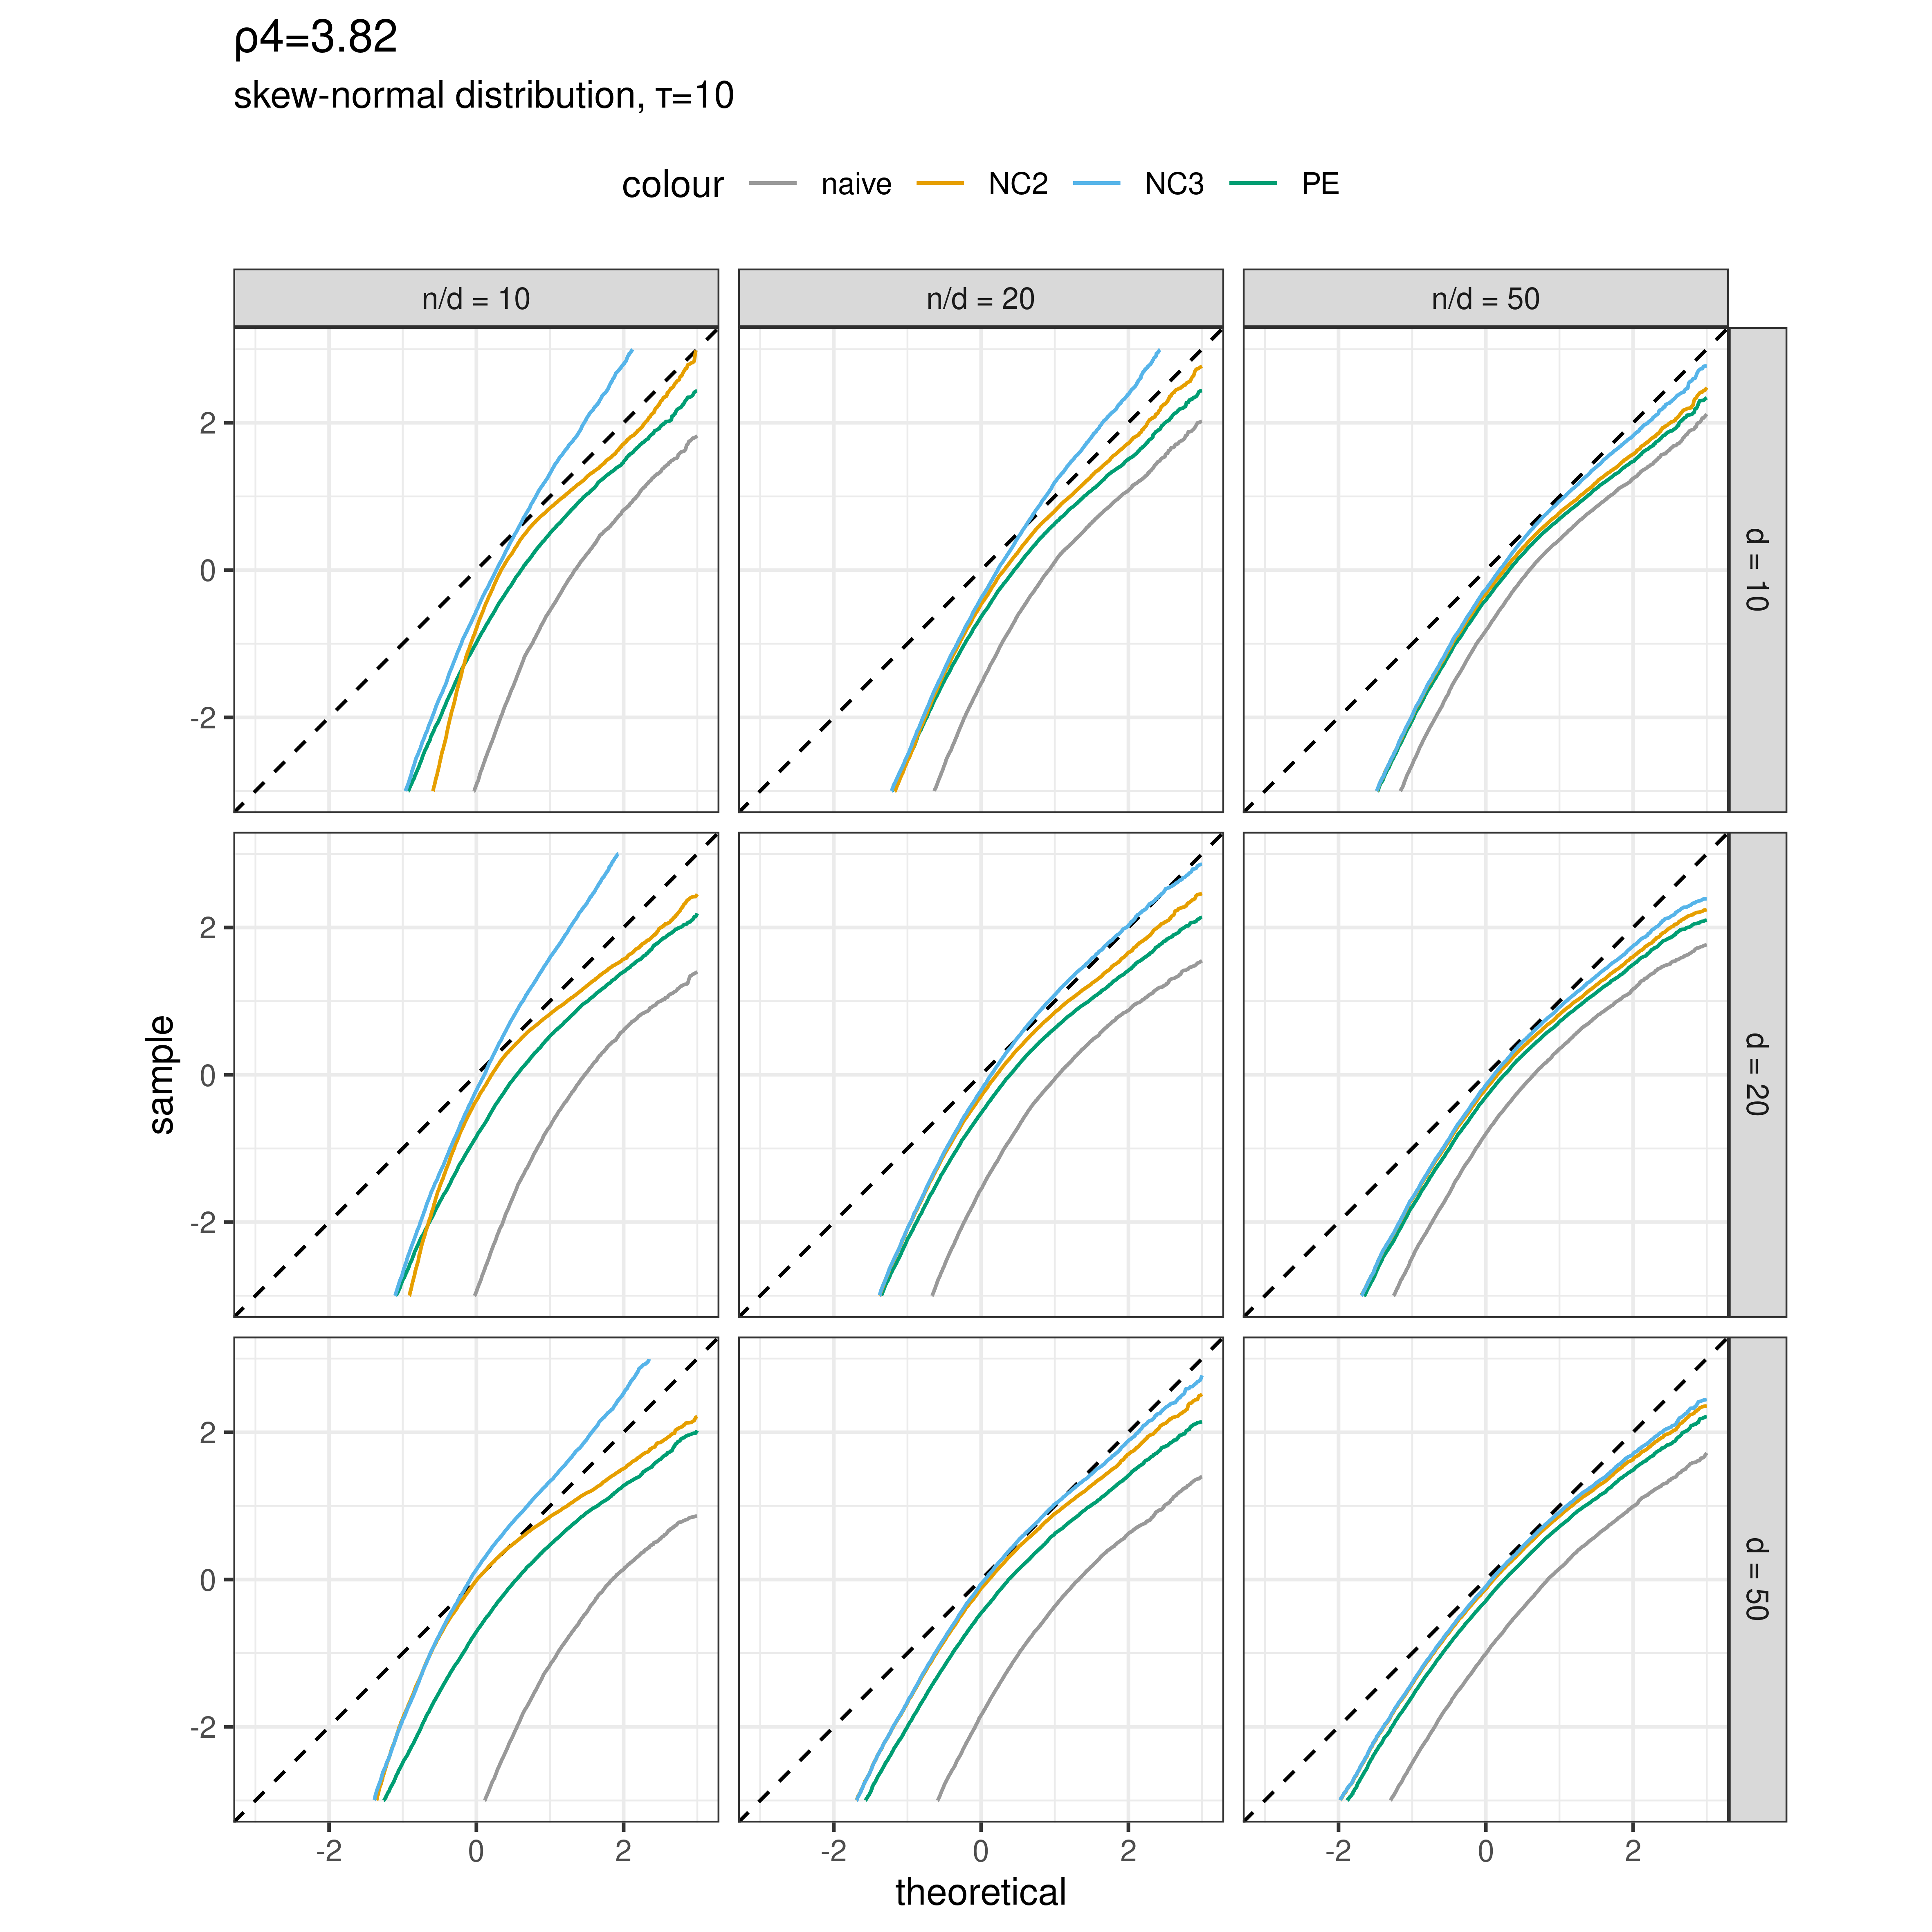 ρ4=3.82
skew-normal distribution, τ=10
colour naive NC2 NC3 PE
n/d = 10 n/d = 20 n/d = 50
2
0
-2
d = 10
2
0
-2
d = 20
sample
2
0
-2
d = 50
-2 0 2 -2 0 2 -2 0 2
theoretical